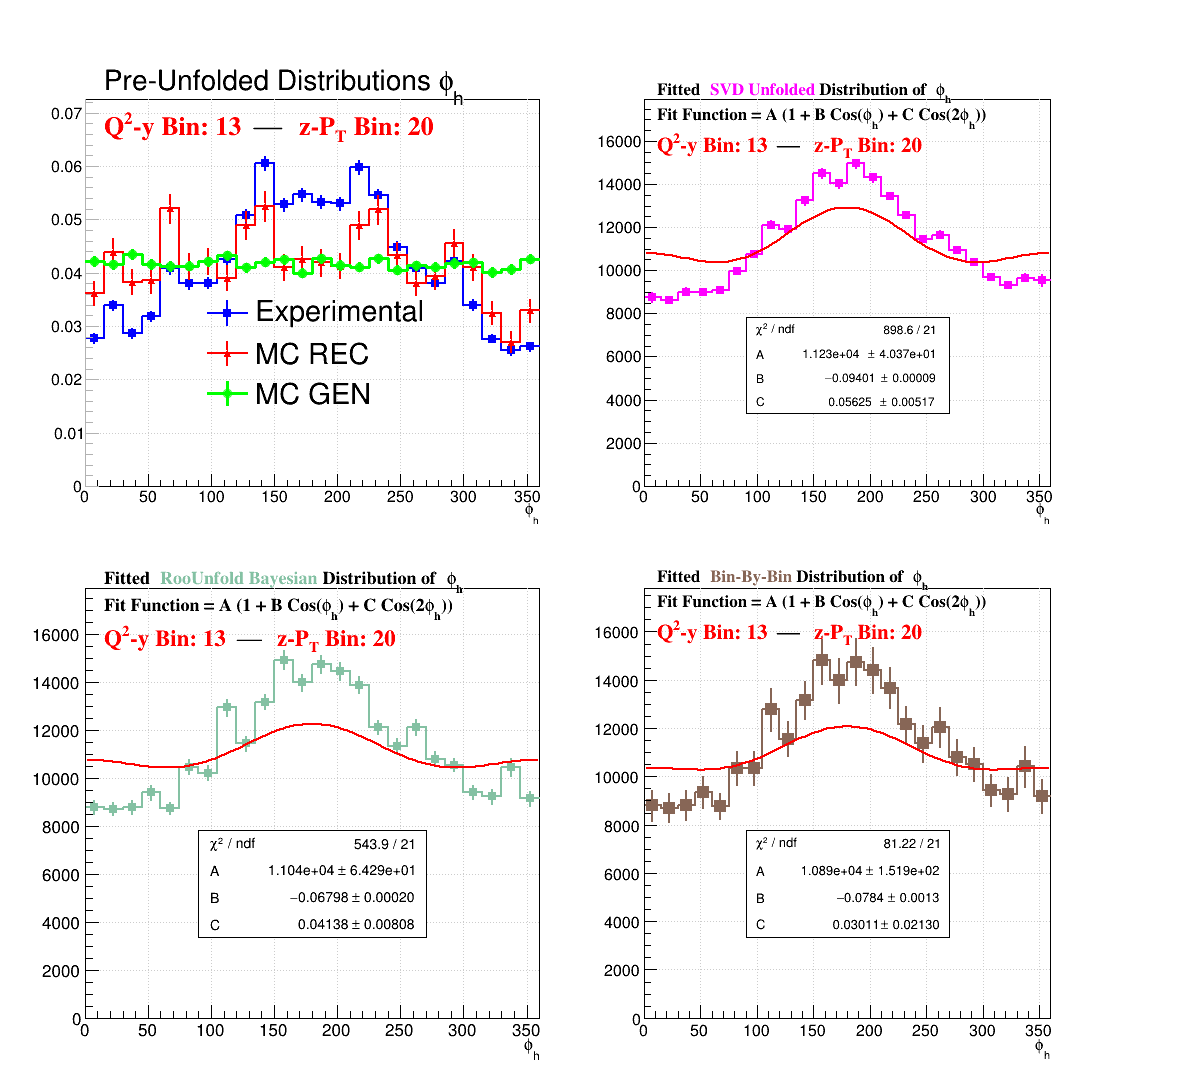 Pre-Unfolded Distributions ϕh
Q2-y Bin: 13 — z-PT Bin: 20
0.07
0.06
0.05
0.04
0.03
0.02
0.01
0
Experimental
MC REC
MC GEN
0 50 100 150 200 250 300 350
ϕh
Fitted SVD Unfolded Distribution of ϕh
Fit Function = A (1 + B Cos(ϕh) + C Cos(2ϕh))
Q2-y Bin: 13 — z-PT Bin: 20
16000
14000
12000
10000
8000
6000
4000
2000
0
χ2 / ndf 898.6 / 21
A 1.123e+04 ± 4.037e+01
B −0.09401 ± 0.00009
C 0.05625 ± 0.00517
0 50 100 150 200 250 300 350
ϕh
Fitted RooUnfold Bayesian Distribution of ϕh
Fit Function = A (1 + B Cos(ϕh) + C Cos(2ϕh))
Q2-y Bin: 13 — z-PT Bin: 20
16000
14000
12000
10000
8000
6000
4000
2000
0
χ2 / ndf 543.9 / 21
A 1.104e+04 ± 6.429e+01
B −0.06798 ± 0.00020
C 0.04138 ± 0.00808
0 50 100 150 200 250 300 350
ϕh
Fitted Bin-By-Bin Distribution of ϕh
Fit Function = A (1 + B Cos(ϕh) + C Cos(2ϕh))
Q2-y Bin: 13 — z-PT Bin: 20
16000
14000
12000
10000
8000
6000
4000
2000
0
χ2 / ndf 81.22 / 21
A 1.089e+04 ± 1.519e+02
B −0.0784 ± 0.0013
C 0.03011 ± 0.02130
0 50 100 150 200 250 300 350
ϕh